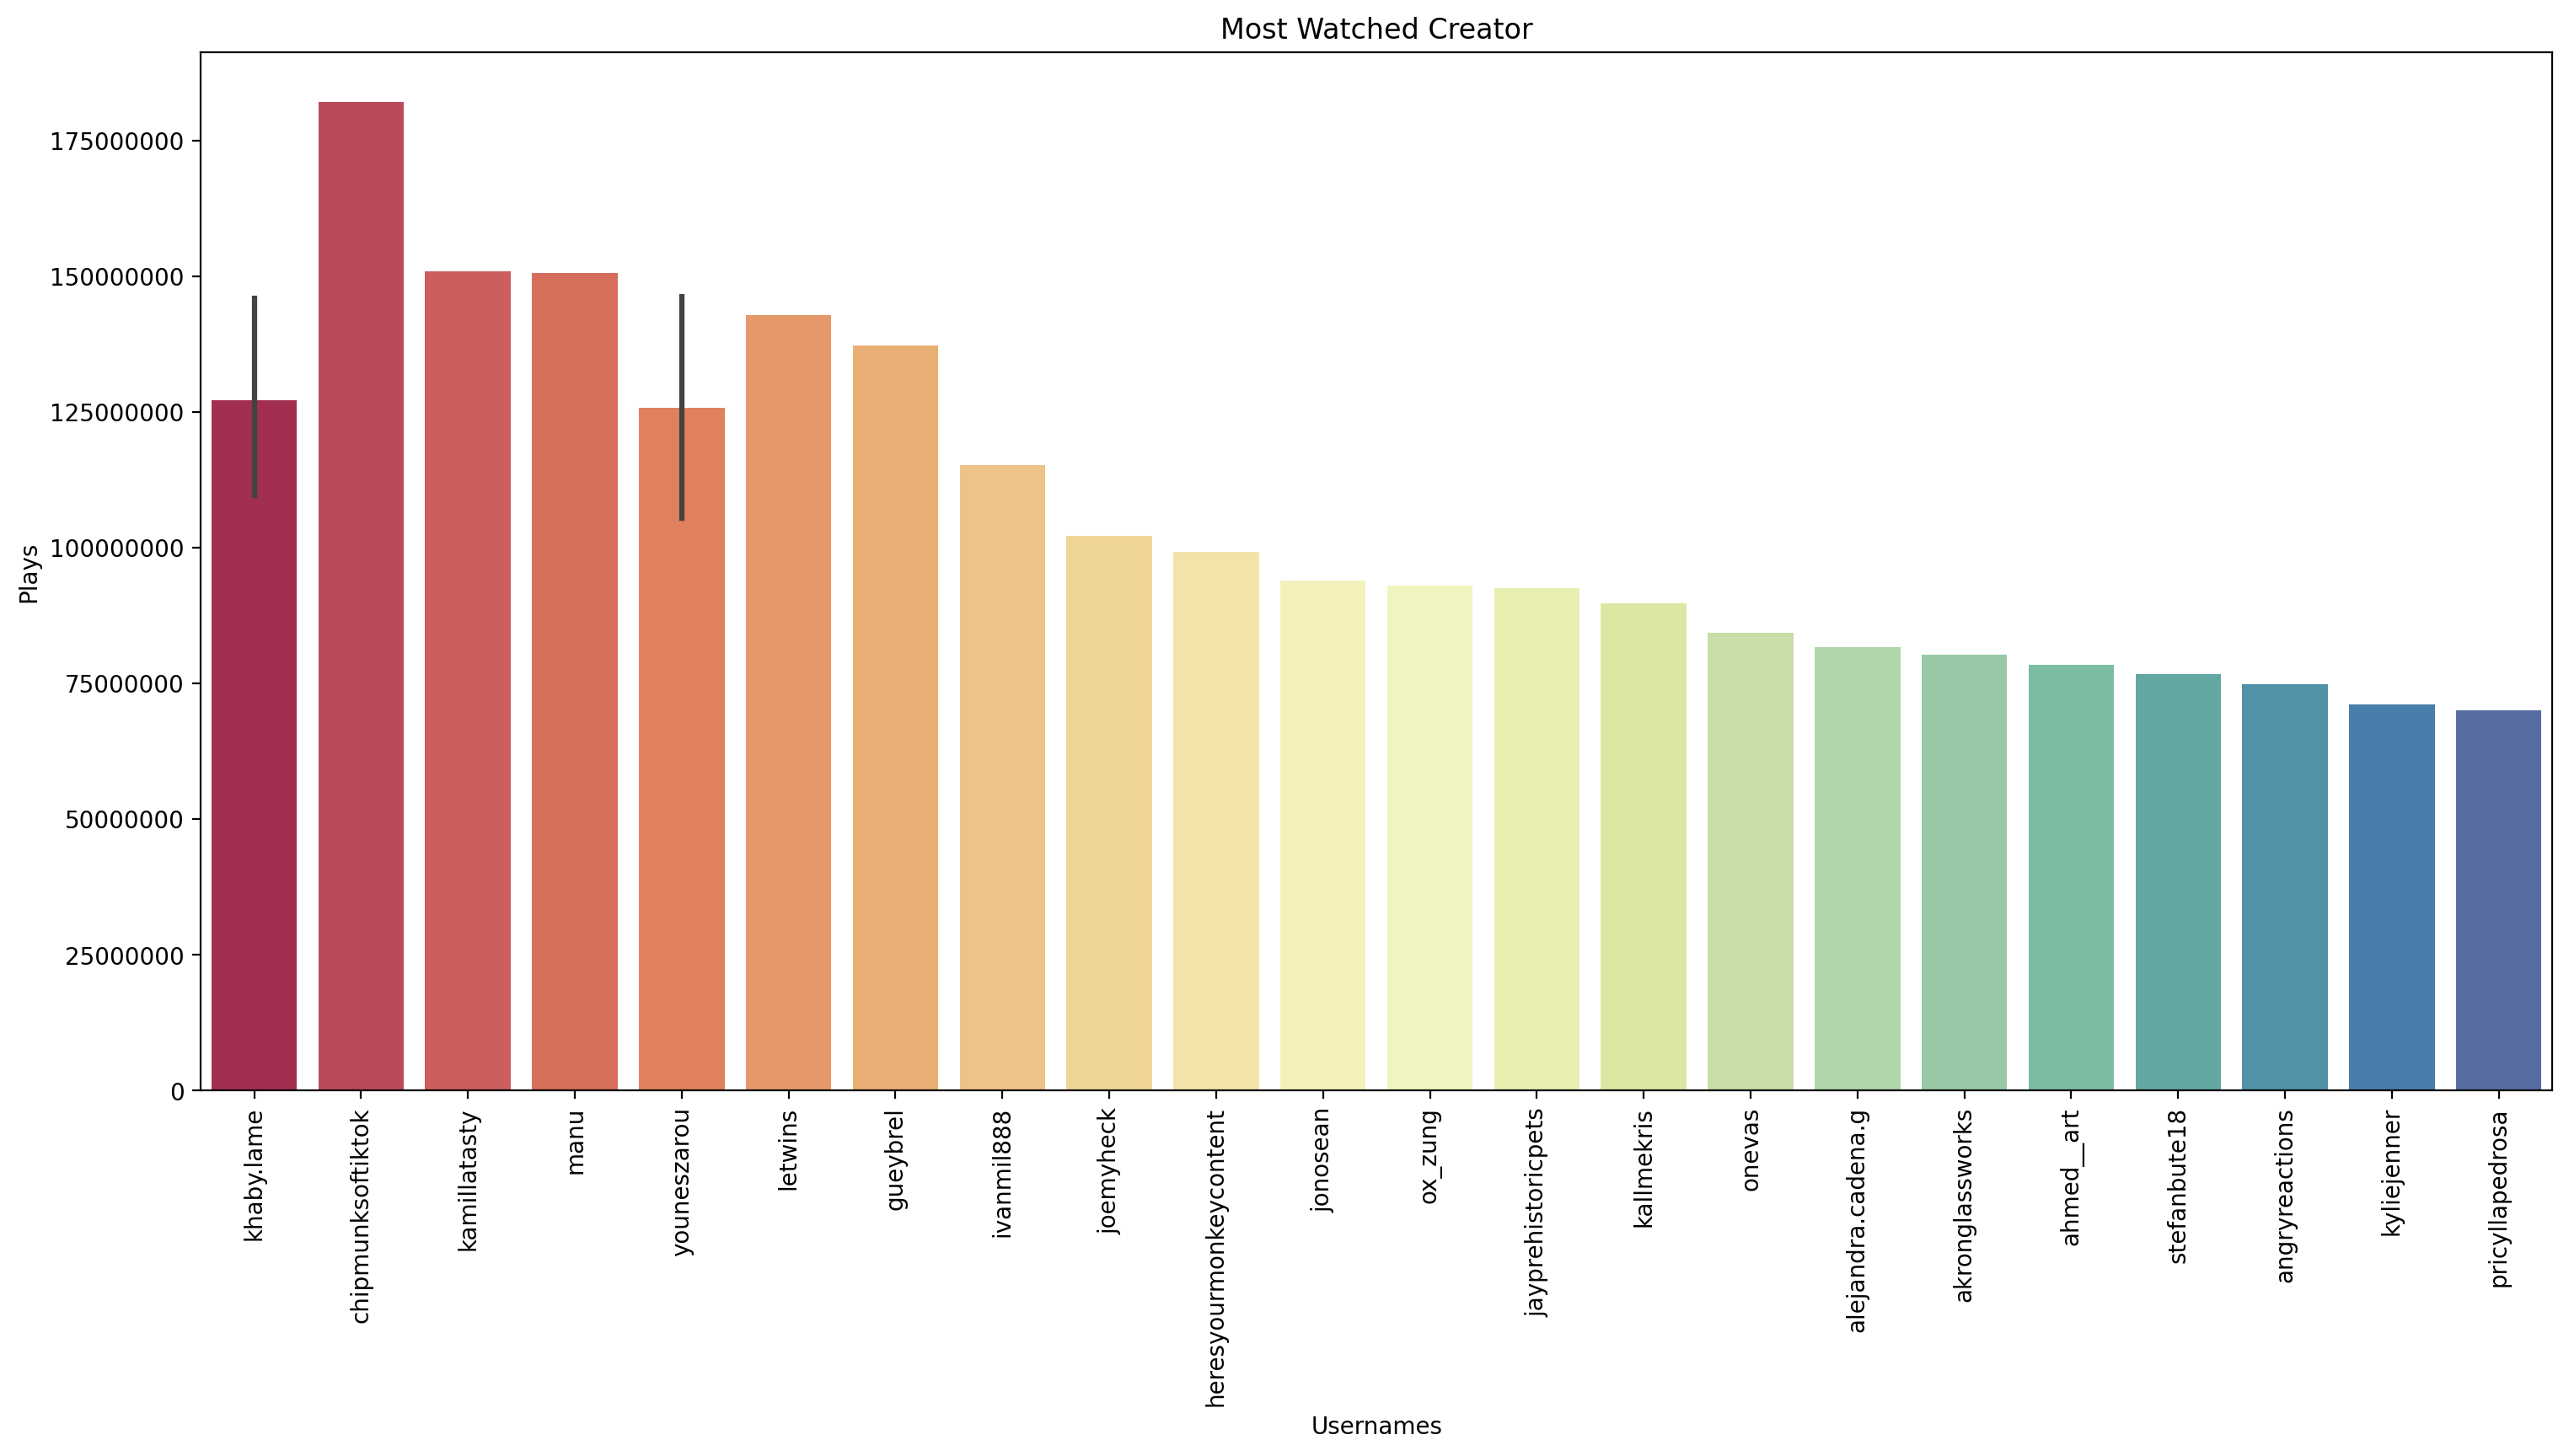 Most Watched Creator
Plays
175000000
150000000
125000000
100000000
75000000
50000000
25000000
0
khaby.lame
chipmunksoftiktok
kamillatasty
manu
youneszarou
letwins
gueybrel
ivanmil888
joemyheck
heresyourmonkeycontent
jonosean
ox_zung
jayprehistoricpets
kallmekris
onevas
alejandra.cadena.g
akronglassworks
ahmed__art
stefanbute18
angryreactions
kyliejenner
pricyllapedrosa
Usernames